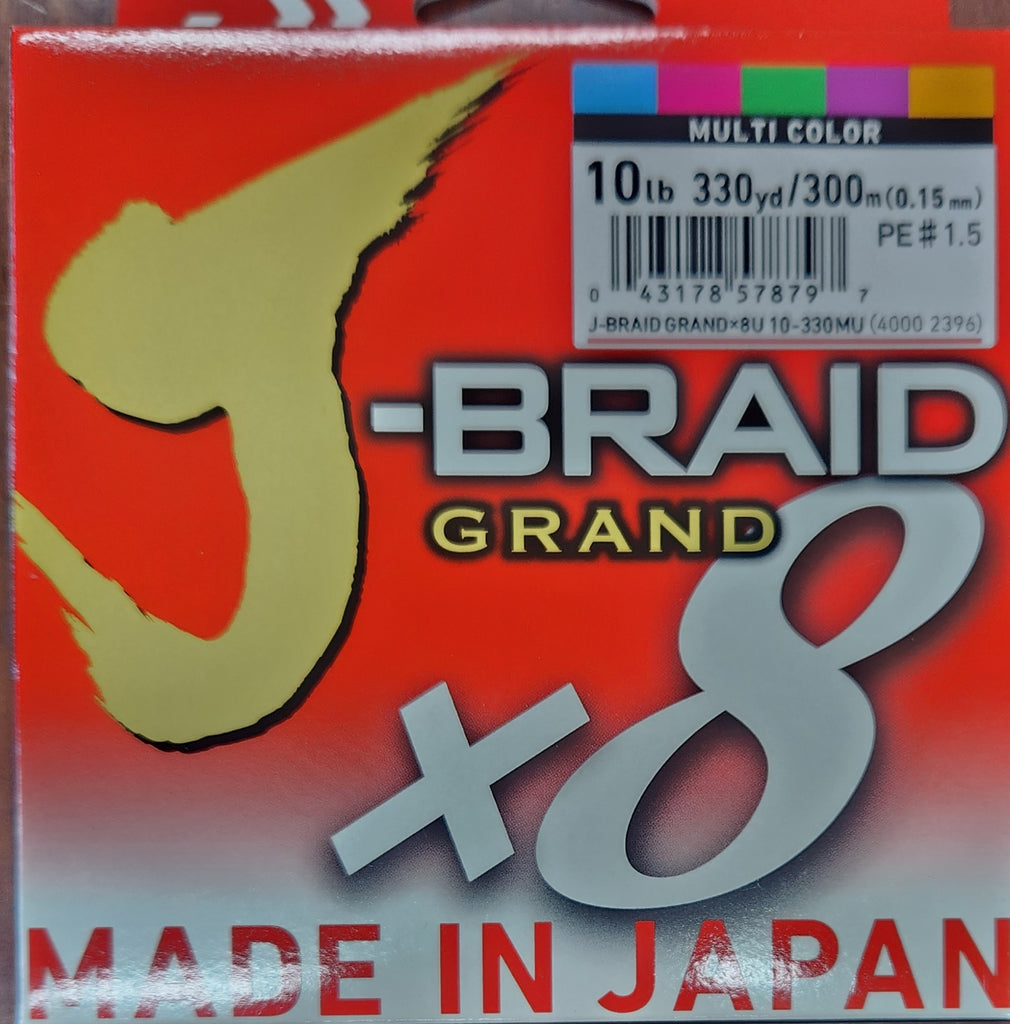 MULTI COLOR
10lb 330yd/300m(0.15mm)
PE#1.5
0 43178 57879 7
J-BRAID GRAND×8U 10-330MU (4000 2396)
J-BRAID
GRAND
×8
MADE IN JAPAN